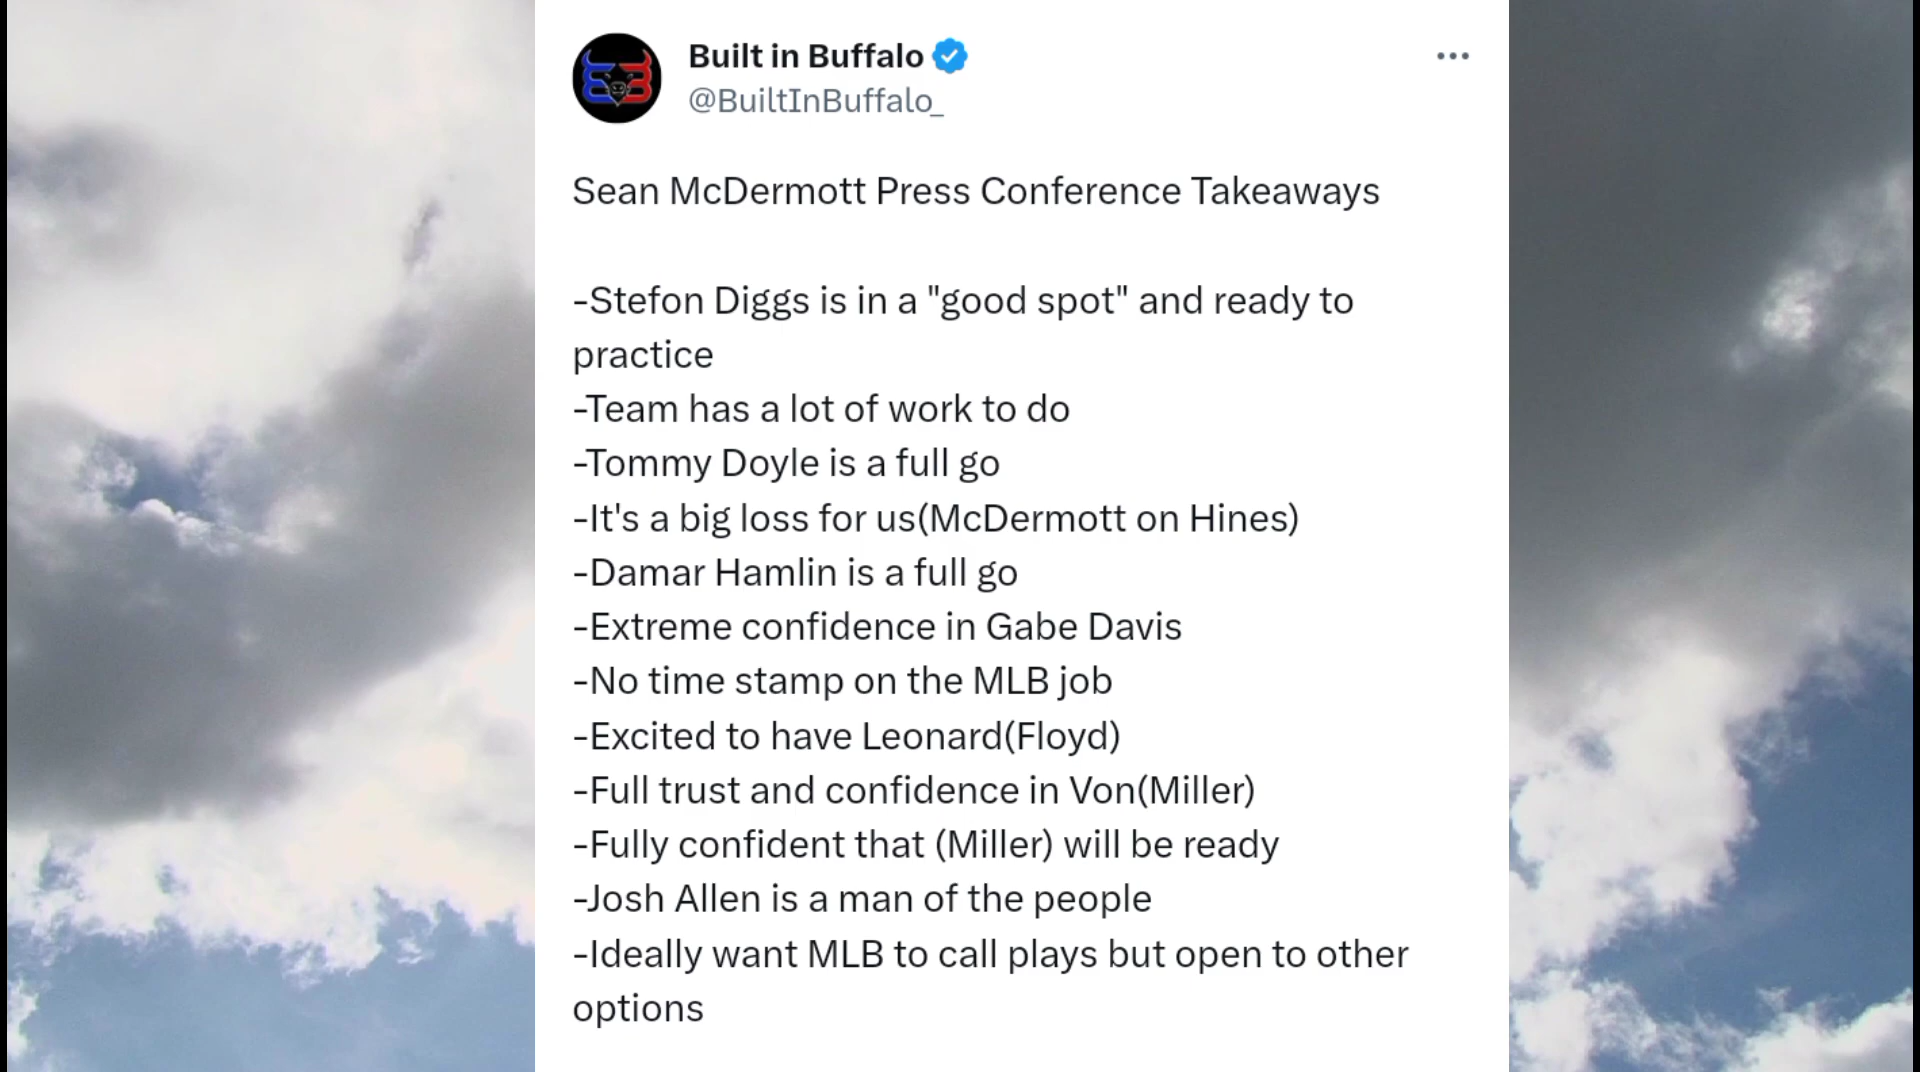 Built in Buffalo
@BuiltInBuffalo_
Sean McDermott Press Conference Takeaways
-Stefon Diggs is in a "good spot" and ready to
practice
-Team has a lot of work to do
-Tommy Doyle is a full go
-It's a big loss for us(McDermott on Hines)
-Damar Hamlin is a full go
-Extreme confidence in Gabe Davis
-No time stamp on the MLB job
-Excited to have Leonard(Floyd)
-Full trust and confidence in Von(Miller)
-Fully confident that (Miller) will be ready
-Josh Allen is a man of the people
-Ideally want MLB to call plays but open to other
options